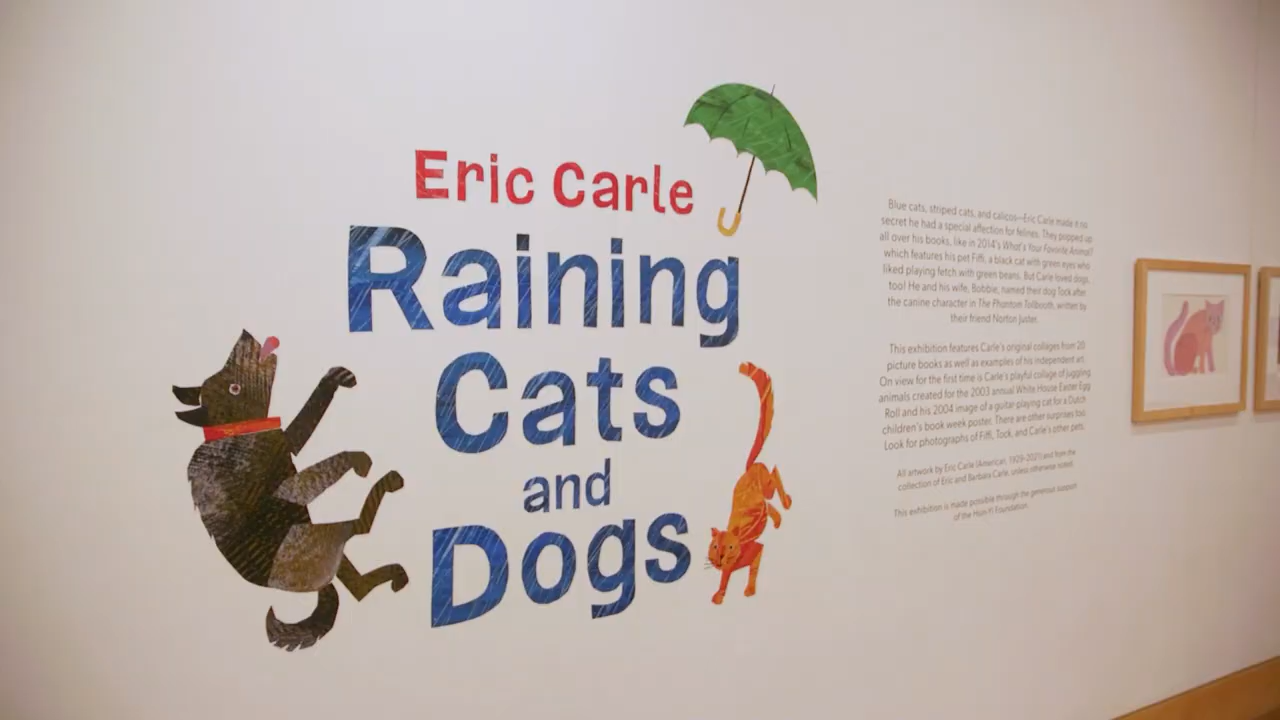 Eric Carle
Raining
Cats
and
Dogs
Blue cats, striped cats, and calicos—Eric Carle made it no
secret he had a special affection for felines. They popped up
all over his books, like in 2014's What's Your Favorite Animal?
which features his pet Fifi, a black cat with green eyes who
liked playing fetch with green beans. But Carle loved dogs,
too! He and his wife, Bobbie, named their dog Tock after
the canine character in The Phantom Tollbooth, written by
their friend Norton Juster.
This exhibition features Carle's original collages from 20
picture books as well as examples of his independent art.
On view for the first time is Carle's playful collage of juggling
animals created for the 2003 annual White House Easter Egg
Roll and his 2004 image of a guitar-playing cat for a Dutch
children's book week poster. There are other surprises too.
Look for photographs of Fifi, Tock, and Carle's other pets.
All artwork by Eric Carle (American, 1929–2021) and from the
collection of Eric and Barbara Carle, unless otherwise noted.
This exhibition is made possible through the generous support
of the Foundation.